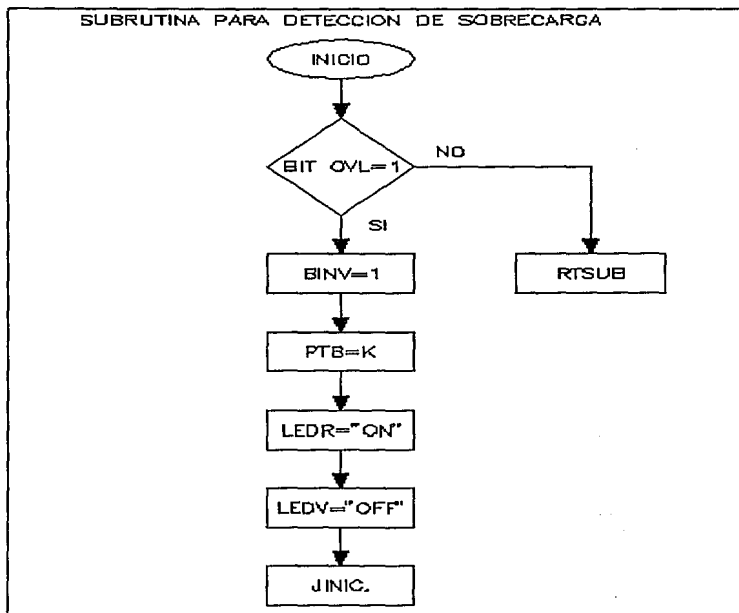 SUBRUTINA PARA DETECCION DE SOBRECARGA
INICIO
BIT OVL=1
NO
SI
BINV=1
RTSUB
PTB=K
LEDR="ON"
LEDV="OFF"
JINIC.